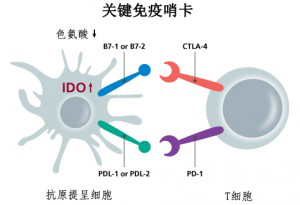 关键免疫哨卡
色氨酸↓
B7-1 or B7-2
CTLA-4
IDO↑
PDL-1 or PDL-2
PD-1
抗原提呈细胞
T细胞